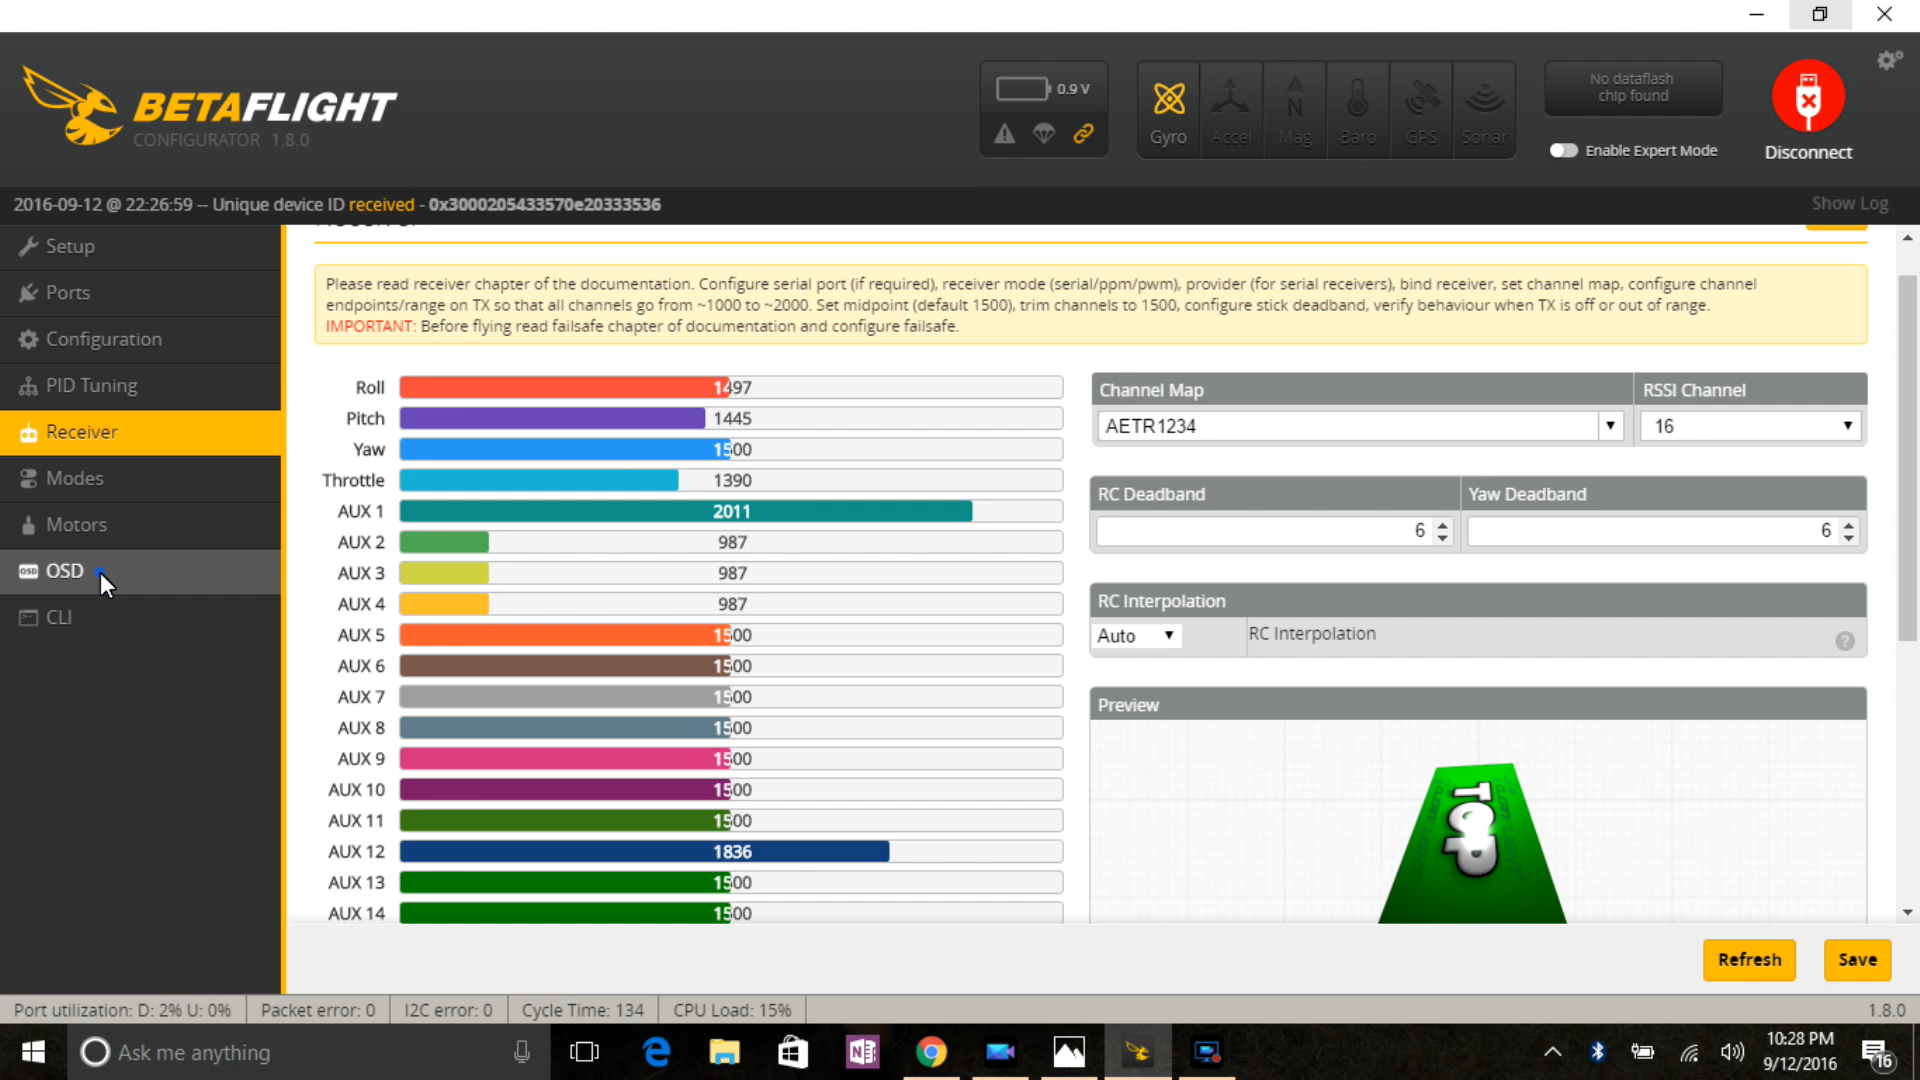 BETAFLIGHT
CONFIGURATOR 1.8.0
0.9 V
Gyro
Accel
Mag
Baro
GPS
Sonar
No dataflash
chip found
Enable Expert Mode
Disconnect
2016-09-12 @ 22:26:59 -- Unique device ID received - 0x3000205433570e20333536
Show Log
Setup
Ports
Configuration
PID Tuning
Receiver
Modes
Motors
OSD OSD
CLI
Please read receiver chapter of the documentation. Configure serial port (if required), receiver mode (serial/ppm/pwm), provider (for serial receivers), bind receiver, set channel map, configure channel
endpoints/range on TX so that all channels go from ~1000 to ~2000. Set midpoint (default 1500), trim channels to 1500, configure stick deadband, verify behaviour when TX is off or out of range.
IMPORTANT: Before flying read failsafe chapter of documentation and configure failsafe.
Roll 1497
Pitch 1445
Yaw 1500
Throttle 1390
AUX 1 2011
AUX 2 987
AUX 3 987
AUX 4 987
AUX 5 1500
AUX 6 1500
AUX 7 1500
AUX 8 1500
AUX 9 1500
AUX 10 1500
AUX 11 1500
AUX 12 1836
AUX 13 1500
AUX 14 1500
Channel Map
RSSI Channel
AETR1234
16
RC Deadband
Yaw Deadband
6
6
RC Interpolation
Auto
RC Interpolation
?
Preview
TOP
Refresh
Save
Port utilization: D: 2% U: 0%
Packet error: 0
I2C error: 0
Cycle Time: 134
CPU Load: 15%
1.8.0
Ask me anything
10:28 PM
9/12/2016
16